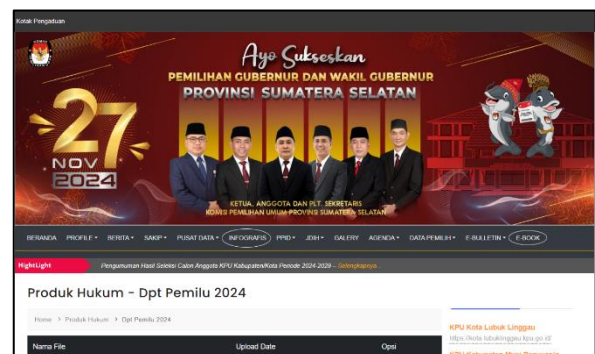 Kotak Pengaduan
Ayo Sukseskan
PEMILIHAN GUBERNUR DAN WAKIL GUBERNUR
PROVINSI SUMATERA SELATAN
27
NOV
2024
KETUA, ANGGOTA DAN PLT. SEKRETARIS
KOMISI PEMILIHAN UMUM PROVINSI SUMATERA SELATAN
BERANDA PROFILE BERITA SAKIP PUSAT DATA INFOGRAFIS PPID JDIH GALERY AGENDA DATA PEMILIH E-BULLETIN E-BOOK
HightLight Pengumuman Hasil Seleksi Calon Anggota KPU Kabupaten/Kota Periode 2024-2029 – Selengkapnya.
Produk Hukum – Dpt Pemilu 2024
Home > Produk Hukum > Dpt Pemilu 2024
KPU Kota Lubuk Linggau
https://kota-lubuklinggau.kpu.go.id/
Nama File Upload Date Opsi